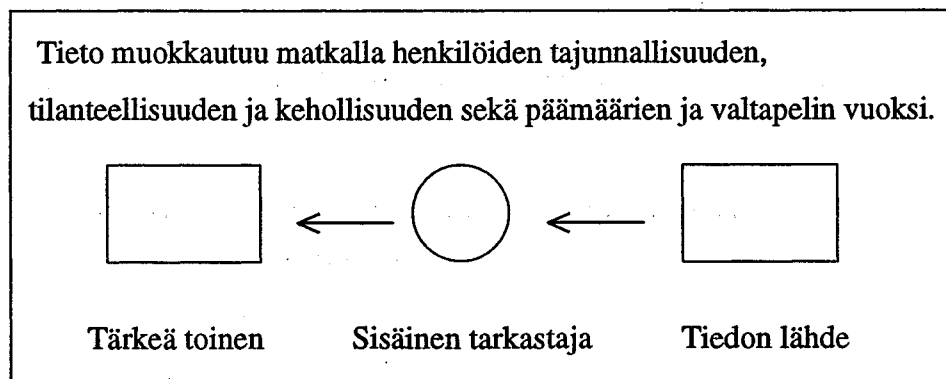 Tieto muokkautuu matkalla henkilöiden tajunnallisuuden,
tilanteellisuuden ja kehollisuuden sekä päämäärien ja valtapelin vuoksi.
Tärkeä toinen Sisäinen tarkastaja Tiedon lähde